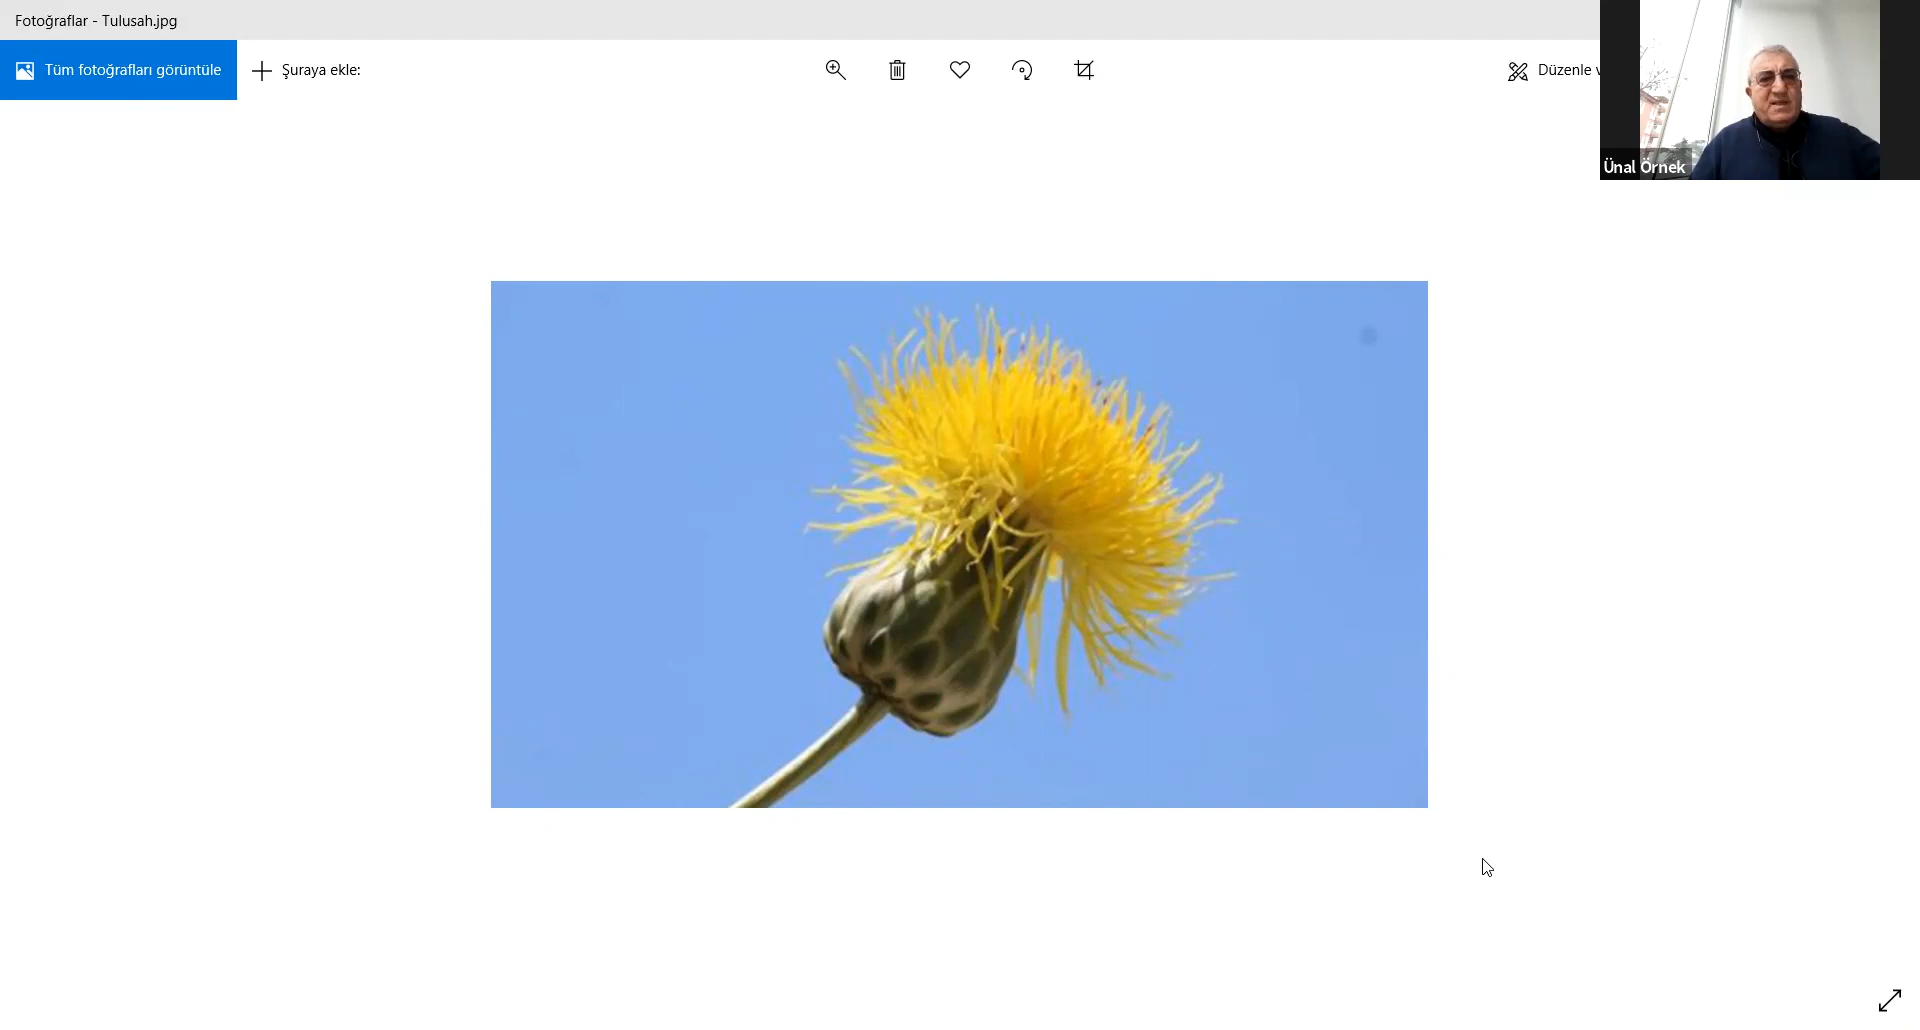 Fotoğraflar - Tulusah.jpg
Tüm fotoğrafları görüntüle
Şuraya ekle:
Düzenle
Ünal Örnek